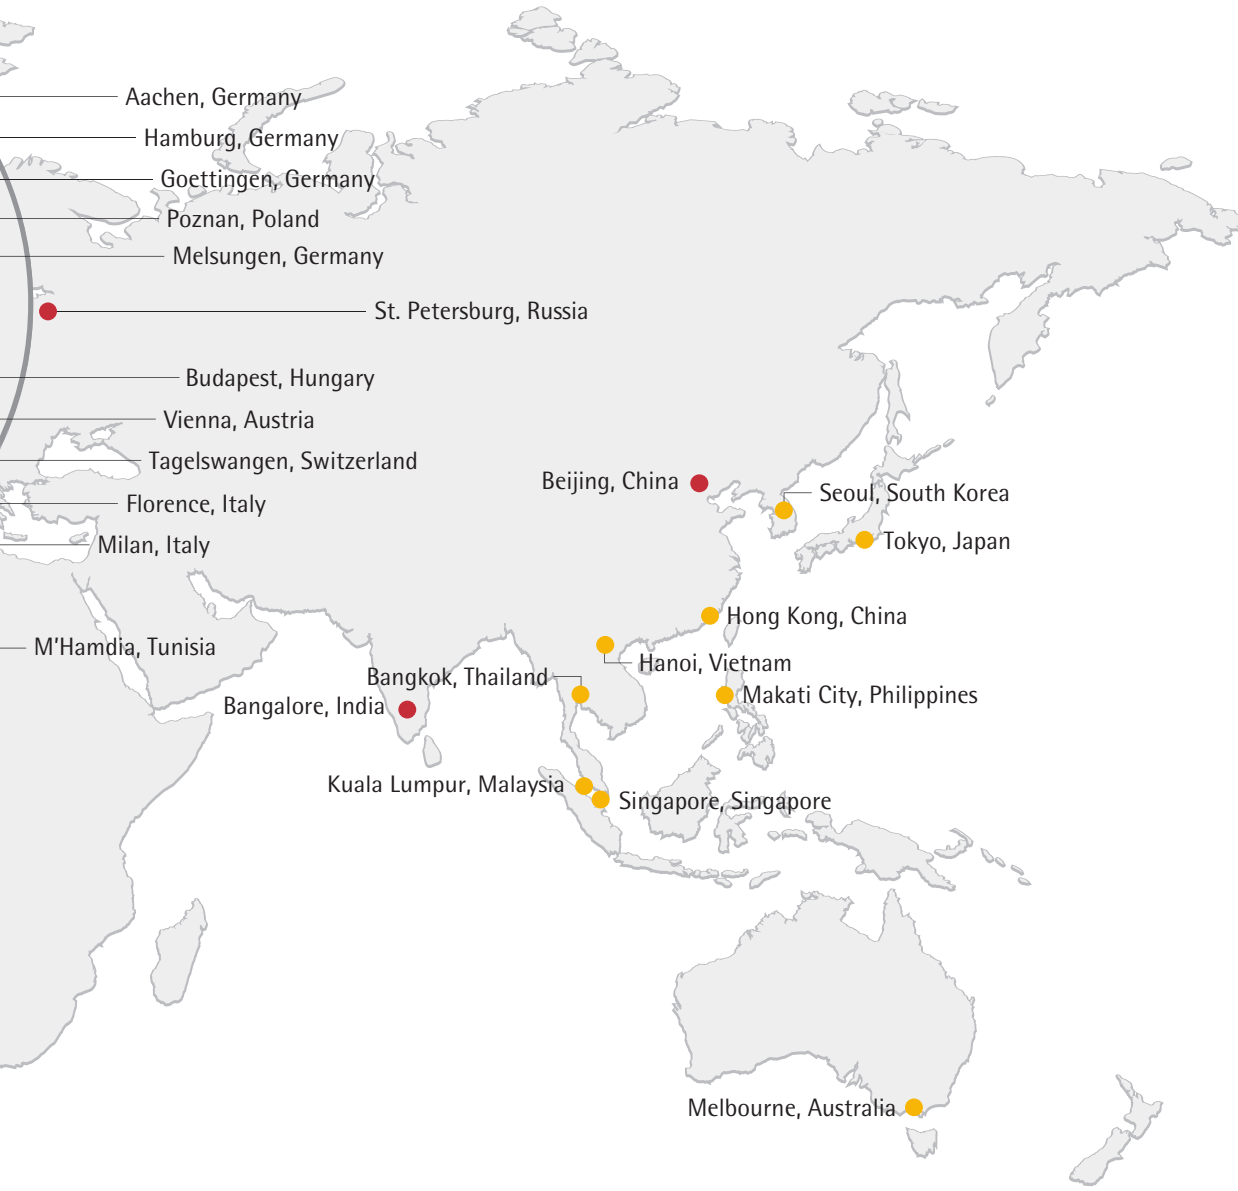 Aachen, Germany
Hamburg, Germany
Goettingen, Germany
Poznan, Poland
Melsungen, Germany
St. Petersburg, Russia
Budapest, Hungary
Vienna, Austria
Tagelswangen, Switzerland
Florence, Italy
Milan, Italy
Beijing, China
Seoul, South Korea
Tokyo, Japan
Hong Kong, China
M'Hamdia, Tunisia
Hanoi, Vietnam
Bangkok, Thailand
Makati City, Philippines
Bangalore, India
Kuala Lumpur, Malaysia
Singapore, Singapore
Melbourne, Australia